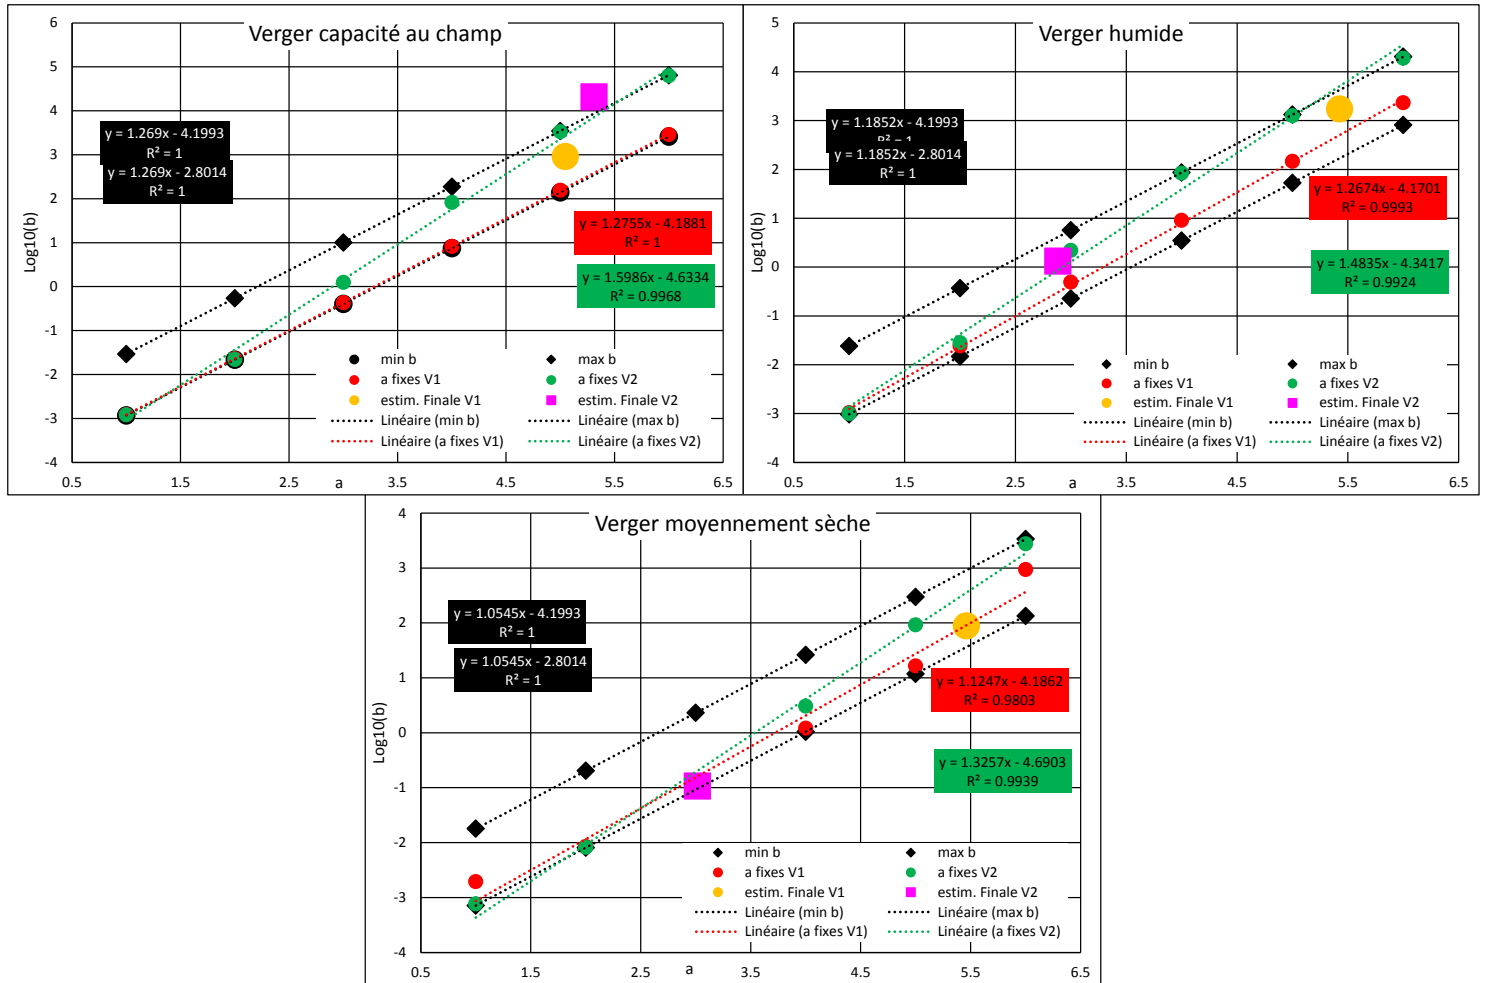 Verger capacité au champ
6
5
4
3
2
1
0
-1
-2
-3
-4
Log10(b)
y = 1.269x - 4.1993
R² = 1
y = 1.269x - 2.8014
R² = 1
y = 1.2755x - 4.1881
R² = 1
y = 1.5986x - 4.6334
R² = 0.9968
min b
max b
a fixes V1
a fixes V2
estim. Finale V1
estim. Finale V2
Linéaire (min b)
Linéaire (max b)
Linéaire (a fixes V1)
Linéaire (a fixes V2)
0.5 1.5 2.5 a 3.5 4.5 5.5 6.5
Verger humide
5
4
3
2
1
0
-1
-2
-3
-4
Log10(b)
y = 1.1852x - 4.1993
y = 1.1852x - 2.8014
R² = 1
y = 1.2674x - 4.1701
R² = 0.9993
y = 1.4835x - 4.3417
R² = 0.9924
min b
max b
a fixes V1
a fixes V2
estim. Finale V1
estim. Finale V2
Linéaire (min b)
Linéaire (max b)
Linéaire (a fixes V1)
Linéaire (a fixes V2)
0.5 1.5 2.5 a 3.5 4.5 5.5 6.5
Verger moyennement sèche
4
3
2
1
0
-1
-2
-3
-4
Log10(b)
y = 1.0545x - 4.1993
R² = 1
y = 1.0545x - 2.8014
R² = 1
y = 1.1247x - 4.1862
R² = 0.9803
y = 1.3257x - 4.6903
R² = 0.9939
min b
max b
a fixes V1
a fixes V2
estim. Finale V1
estim. Finale V2
Linéaire (min b)
Linéaire (max b)
Linéaire (a fixes V1)
Linéaire (a fixes V2)
0.5 1.5 2.5 a 3.5 4.5 5.5 6.5